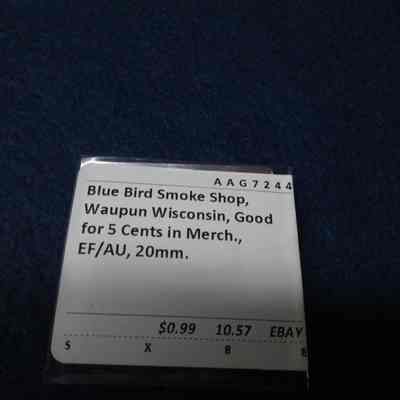 AAG7244
Blue Bird Smoke Shop,
Waupun Wisconsin, Good
for 5 Cents in Merch.,
EF/AU, 20mm.
$0.99 10.57 EBAY
S X B